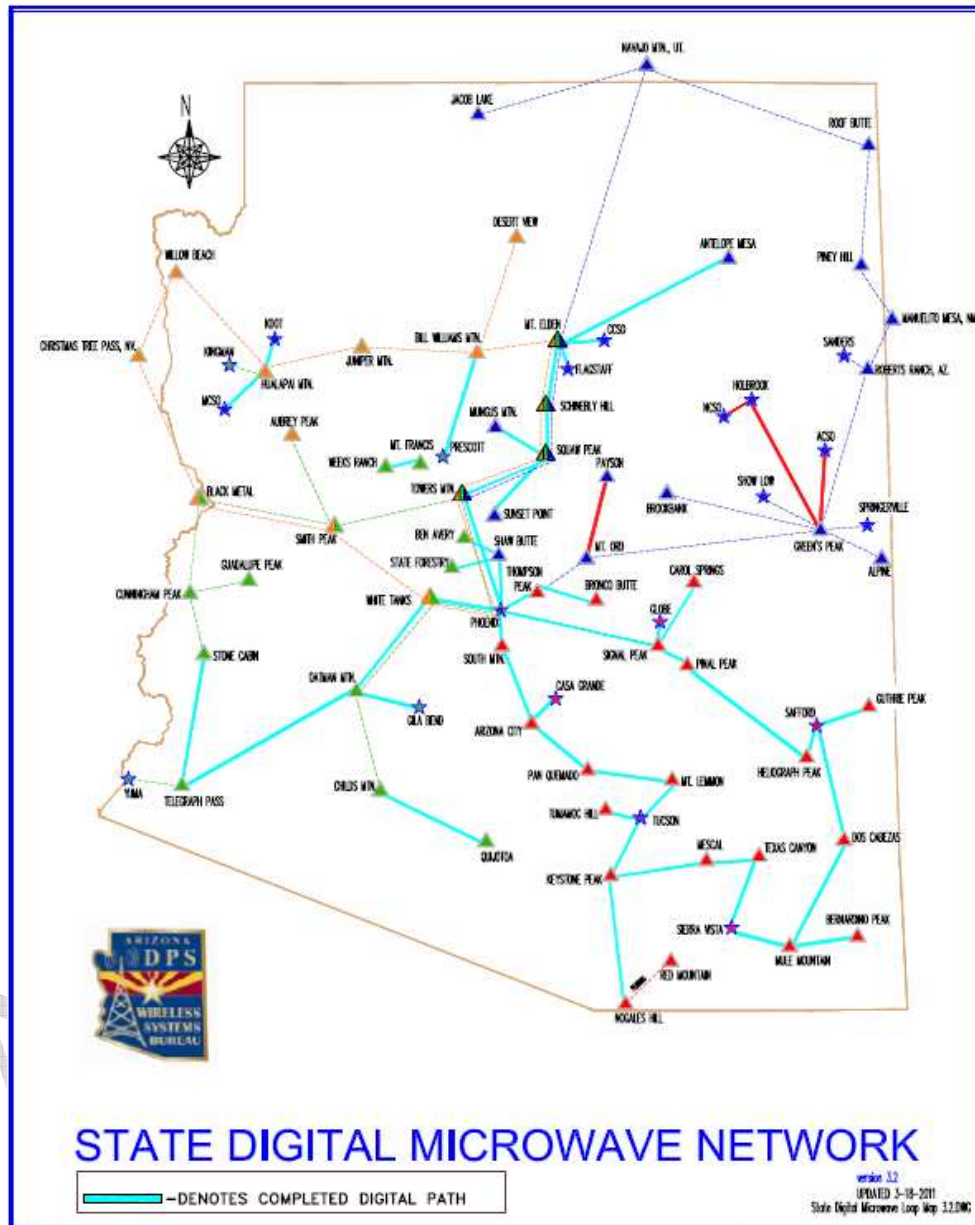 NAVAJO MTN., UT.
N
JACOB LAKE
ROOF BUTTE
DESERT VIEW
WILLOW BEACH
ANTELOPE MESA
PINEY HILL
KDOT
MT. ELDEN
CCSO
MANUELITO MESA, NM
CHRISTMAS TREE PASS, NV.
KINGMAN
JUNIPER MTN.
BILL WILLIAMS MTN.
SANDERS
HUALAPAI MTN.
FLAGSTAFF
ROBERTS RANCH, AZ.
MCSO
HOLBROOK
SCHNEBLY HILL
NCSO
AUBREY PEAK
MUNGUS MTN.
MT. FRANCIS
PRESCOTT
SQUAW PEAK
ACSO
WEEKS RANCH
PAYSON
BLACK METAL
TOWERS MTN.
BROOKBANK
SHOW LOW
SPRINGERVILLE
SMITH PEAK
SUNSET POINT
BEN AVERY
GREEN'S PEAK
SHAW BUTTE
MT. ORD
ALPINE
STATE FORESTRY
GUADALUPE PEAK
THOMPSON
PEAK
CAROL SPRINGS
BRONCO BUTTE
CUNNINGHAM PEAK
WHITE TANKS
PHOENIX
GLOBE
STONE CABIN
SOUTH MTN.
SIGNAL PEAK
PINAL PEAK
OATMAN MTN.
CASA GRANDE
GUTHRIE PEAK
GILA BEND
SAFFORD
ARIZONA CITY
HELIOGRAPH PEAK
YUMA
TELEGRAPH PASS
CHILDS MTN.
PAN QUEMADO
MT. LEMMON
TUMAMOC HILL
TUCSON
DOS CABEZAS
QUIJOTOA
MESCAL
TEXAS CANYON
KEYSTONE PEAK
BERNARDINO PEAK
SIERRA VISTA
MULE MOUNTAIN
RED MOUNTAIN
NOGALES HILL
ARIZONA
DPS
WIRELESS
SYSTEMS
BUREAU
STATE DIGITAL MICROWAVE NETWORK
-DENOTES COMPLETED DIGITAL PATH
version 3.2
UPDATED 3-18-2011
State Digital Microwave Loop Map 3.2.DWG